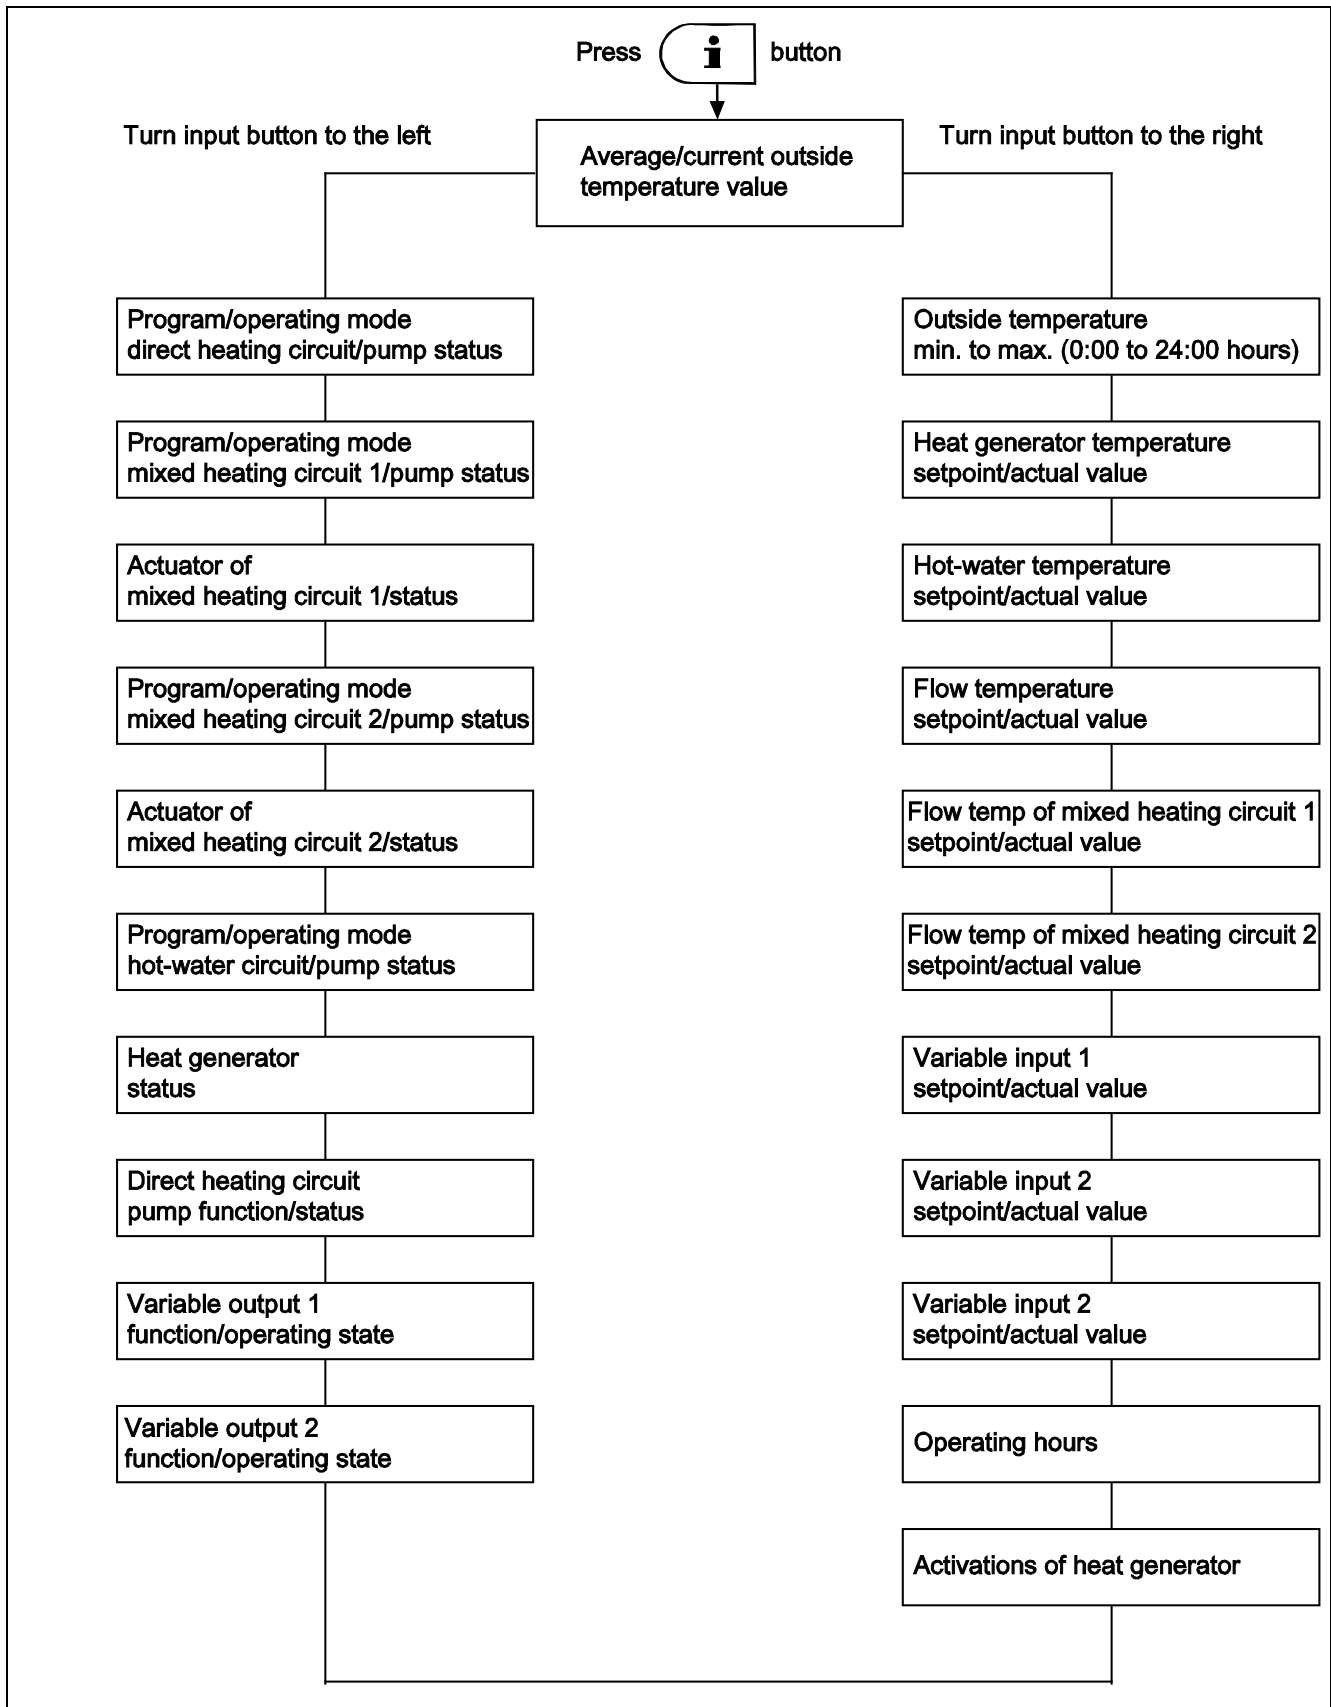 Press i button
Turn input button to the left
Average/current outside
temperature value
Turn input button to the right
Program/operating mode
direct heating circuit/pump status
Program/operating mode
mixed heating circuit 1/pump status
Actuator of
mixed heating circuit 1/status
Program/operating mode
mixed heating circuit 2/pump status
Actuator of
mixed heating circuit 2/status
Program/operating mode
hot-water circuit/pump status
Heat generator
status
Direct heating circuit
pump function/status
Variable output 1
function/operating state
Variable output 2
function/operating state
Outside temperature
min. to max. (0:00 to 24:00 hours)
Heat generator temperature
setpoint/actual value
Hot-water temperature
setpoint/actual value
Flow temperature
setpoint/actual value
Flow temp of mixed heating circuit 1
setpoint/actual value
Flow temp of mixed heating circuit 2
setpoint/actual value
Variable input 1
setpoint/actual value
Variable input 2
setpoint/actual value
Variable input 2
setpoint/actual value
Operating hours
Activations of heat generator